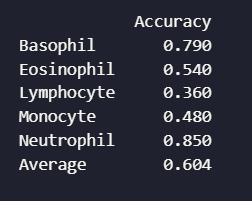 Accuracy
Basophil 0.790
Eosinophil 0.540
Lymphocyte 0.360
Monocyte 0.480
Neutrophil 0.850
Average 0.604